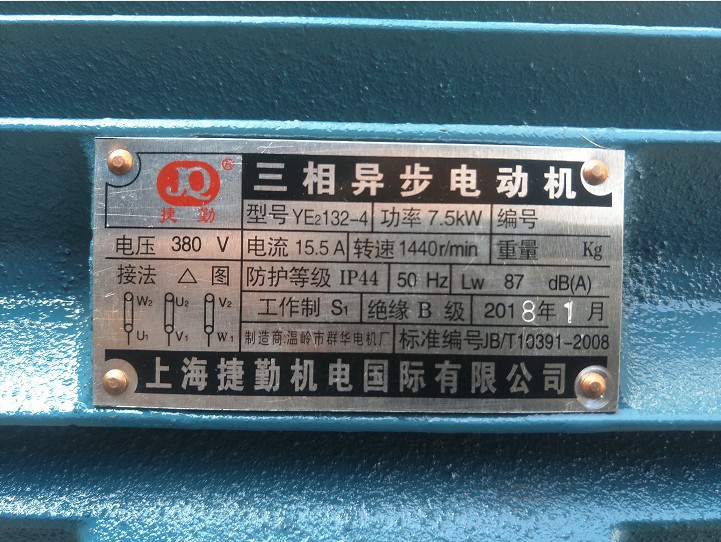 JQ®
捷勤
三相异步电动机
型号 YE2132-4 功率 7.5kW 编号
电压 380 V 电流 15.5A 转速 1440r/min 重量 Kg
接法 △ 图 防护等级 IP44 50 Hz Lw 87 dB(A)
W2 U2 V2
工作制 S1 绝缘 B 级 2018年1月
U1 V1 W1
制造商:温岭市群华电机厂 标准编号JB/T10391-2008
上海捷勤机电国际有限公司